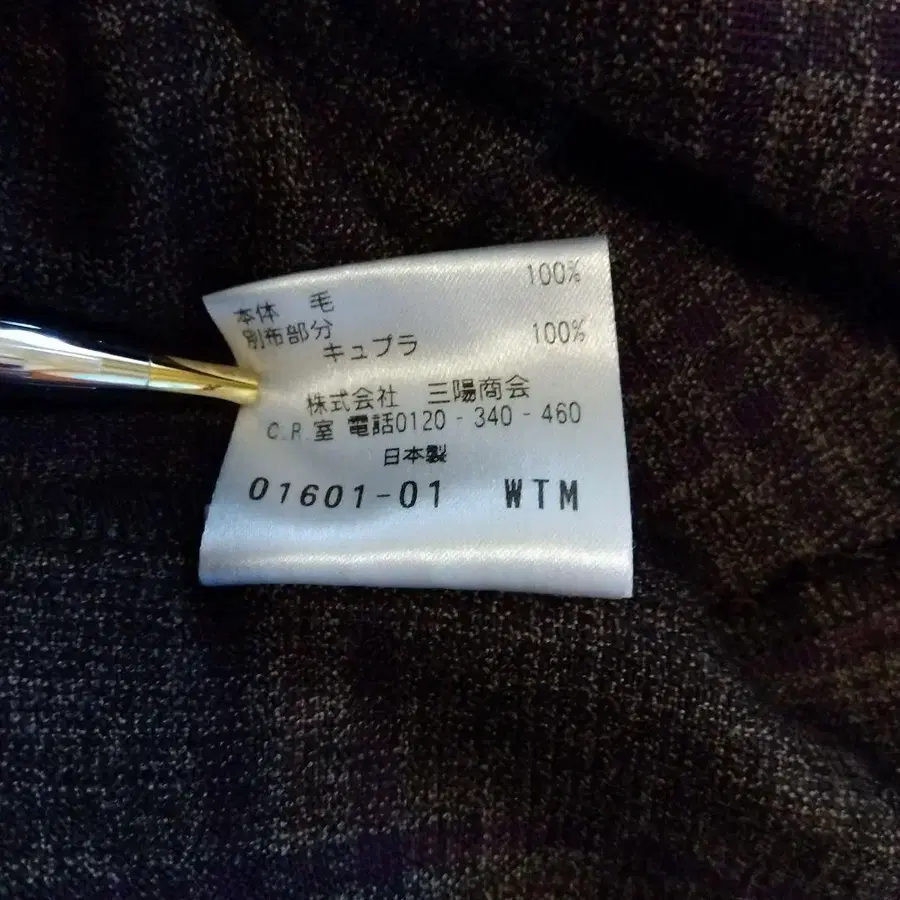 本体 毛 100%
別布部分
キュプラ 100%
株式会社 三陽商会
C.R.室 電話0120-340-460
日本製
01601-01 WTM